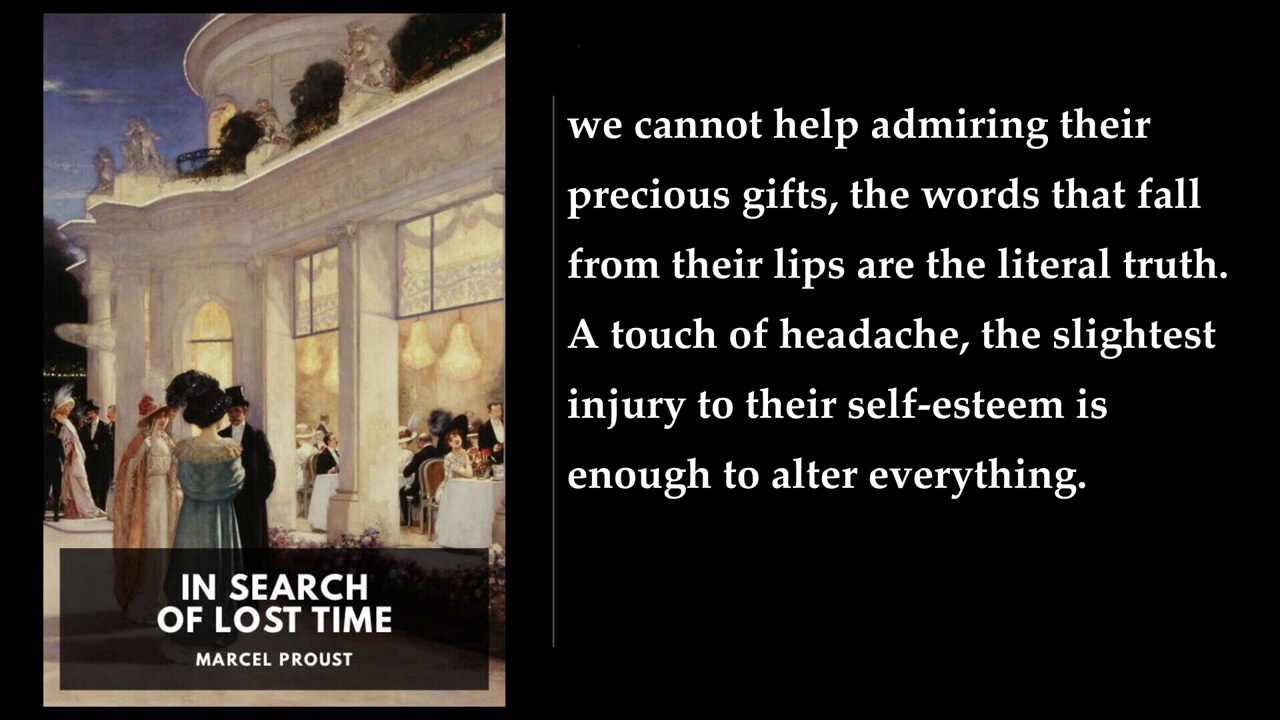 we cannot help admiring their
precious gifts, the words that fall
from their lips are the literal truth.
A touch of headache, the slightest
injury to their self-esteem is
enough to alter everything.
IN SEARCH
OF LOST TIME
MARCEL PROUST